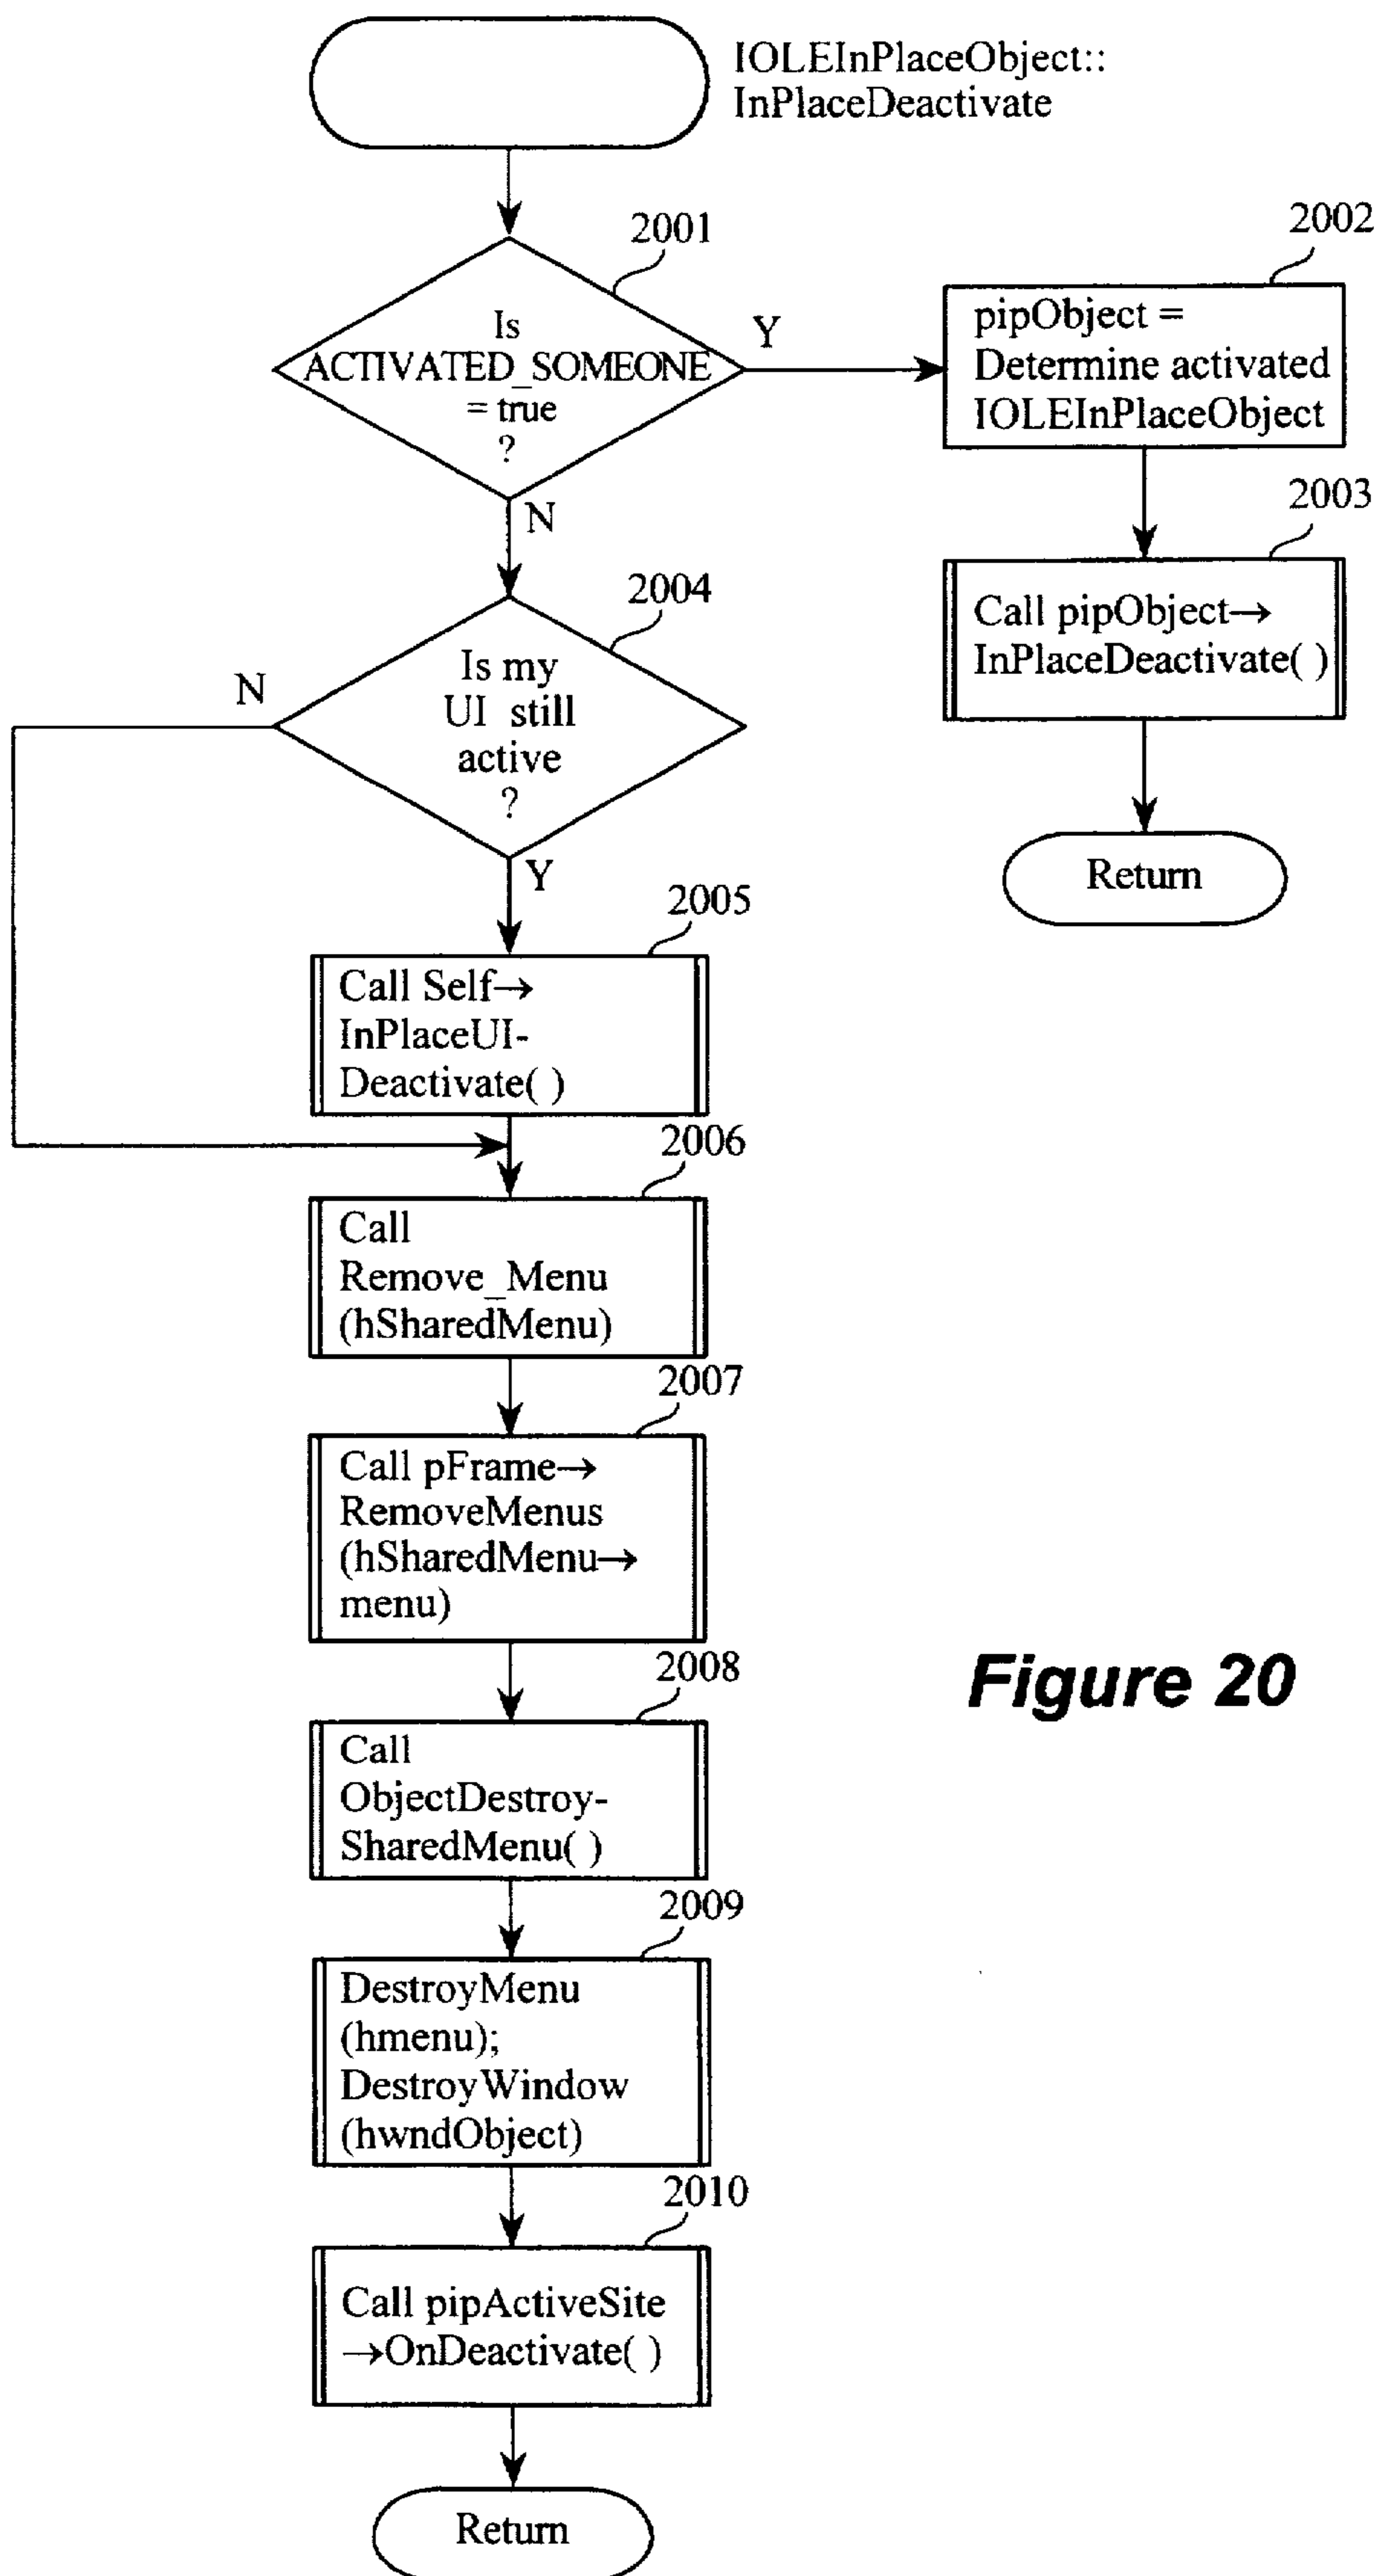 IOLEInPlaceObject::
InPlaceDeactivate
2001
Is
ACTIVATED_SOMEONE
= true
?
Y
N
2002
pipObject =
Determine activated
IOLEInPlaceObject
2003
Call pipObject→
InPlaceDeactivate( )
Return
2004
Is my
UI still
active
?
N
Y
2005
Call Self→
InPlaceUI-
Deactivate( )
2006
Call
Remove_Menu
(hSharedMenu)
2007
Call pFrame→
RemoveMenus
(hSharedMenu→
menu)
2008
Call
ObjectDestroy-
SharedMenu( )
2009
DestroyMenu
(hmenu);
DestroyWindow
(hwndObject)
2010
Call pipActiveSite
→OnDeactivate( )
Return
Figure 20